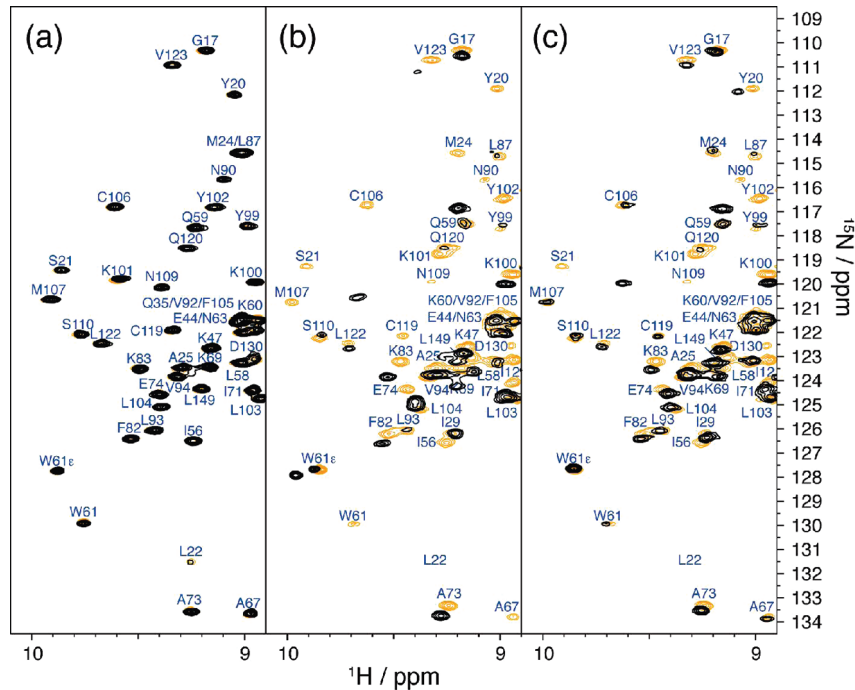 (a)
G17
V123
Y20
M24/L87
N90
C106
Y102
Q59
Y99
Q120
S21
K101
K100
N109
M107
Q35/V92/F105
K60
E44/N63
S110
C119
L122
K47
D130
K83
A25
K69
L58
E74
V94
I71
L149
L104
L103
L93
F82
I56
W61ε
W61
L22
A73
A67
10
9
(b)
G17
V123
Y20
M24
L87
N90
C106
Y102
Q59
Y99
Q120
K101
S21
K100
N109
M107
K60/V92/F105
E44/N63
S110
C119
L122
K47
D130
L149
K83
A25
I12
L58
E74
V94
K69
I71
L104
L103
L93
F82
I29
I56
W61ε
W61
L22
A73
A67
10
9
(c)
G17
V123
Y20
M24
L87
N90
C106
Y102
Q59
Y99
Q120
K101
S21
K100
N109
M107
K60/V92/F105
E44/N63
S110
C119
L122
K47
D130
L149
K83
A25
I12
L58
E74
V94
K69
I71
L104
L103
L93
F82
I29
I56
W61ε
W61
L22
A73
A67
10
9
109
110
111
112
113
114
115
116
117
118
119
120
121
122
123
124
125
126
127
128
129
130
131
132
133
134
¹⁵N / ppm
¹H / ppm